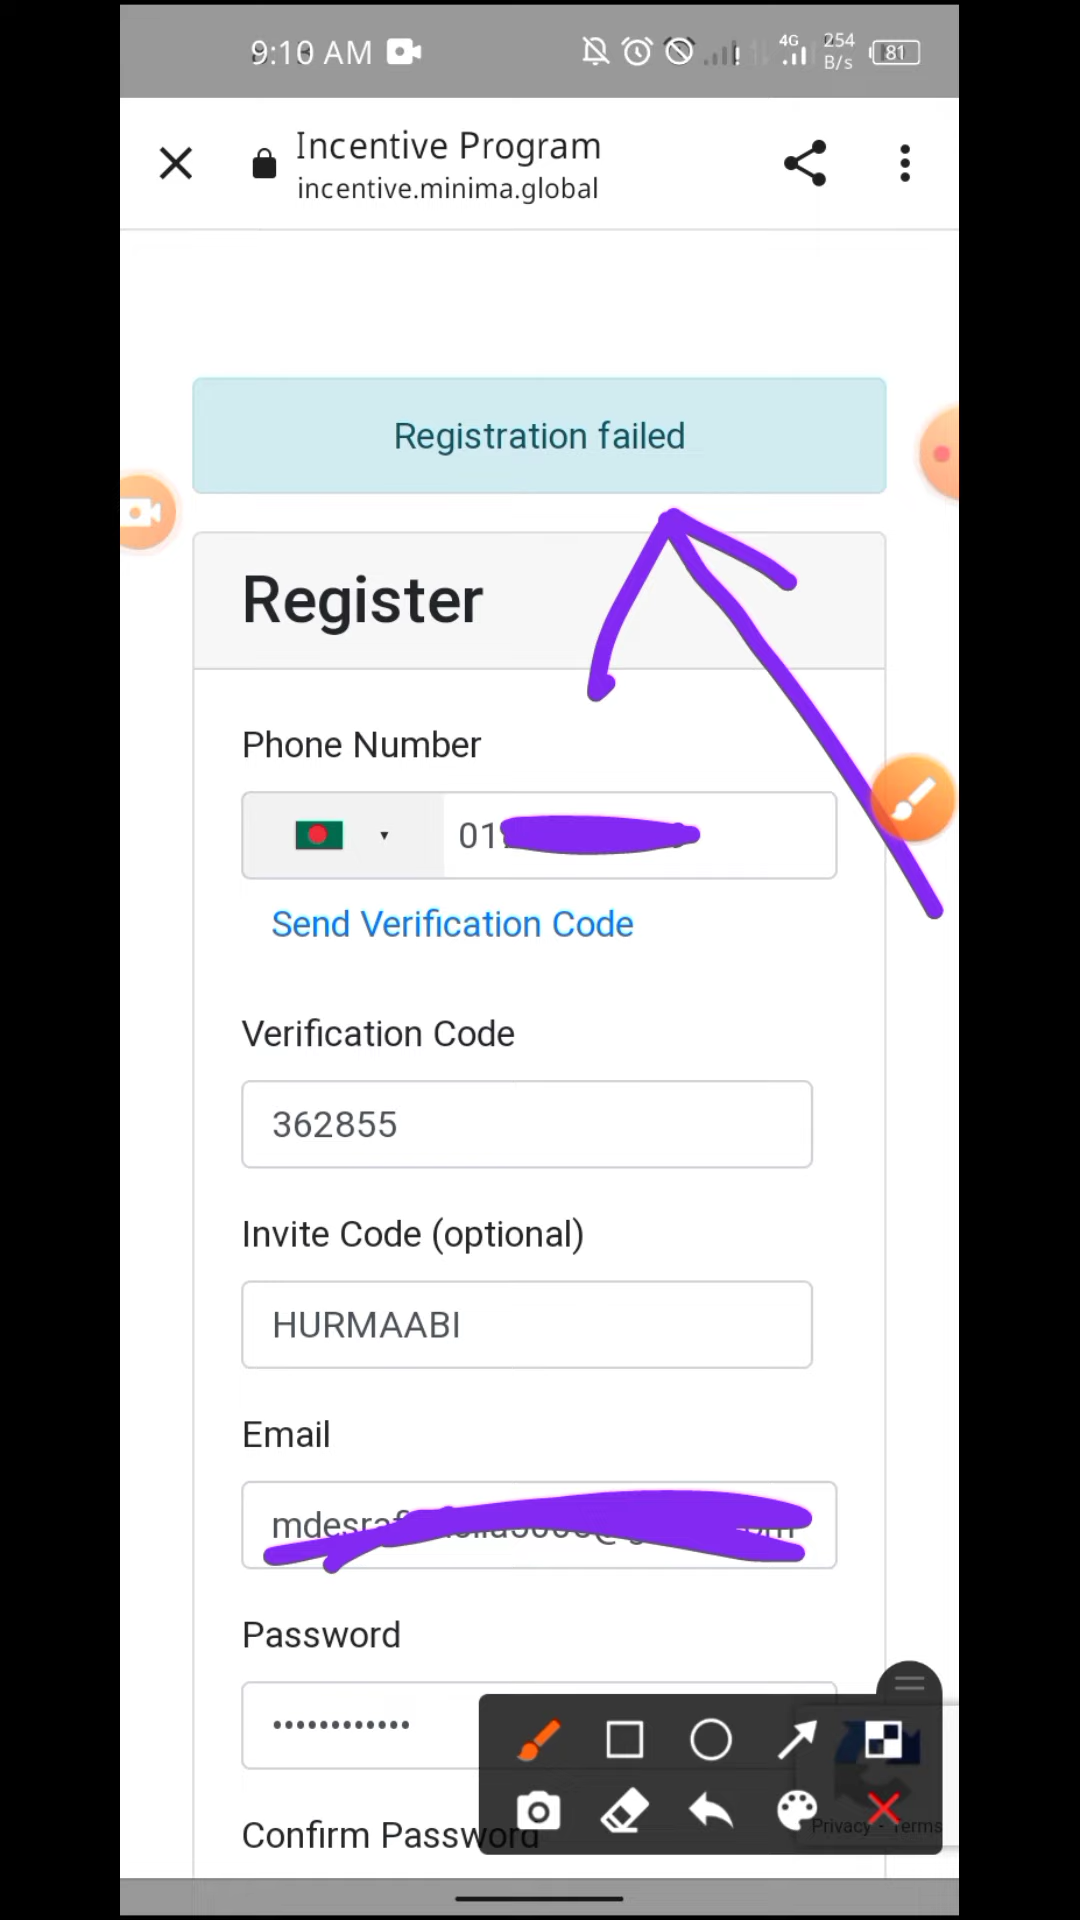 9:10 AM
4G
254
B/s
81
Incentive Program
incentive.minima.global
Registration failed
Register
Phone Number
01
Send Verification Code
Verification Code
362855
Invite Code (optional)
HURMAABI
Email
Password
••••••••••••
Confirm Password
Privacy - Terms